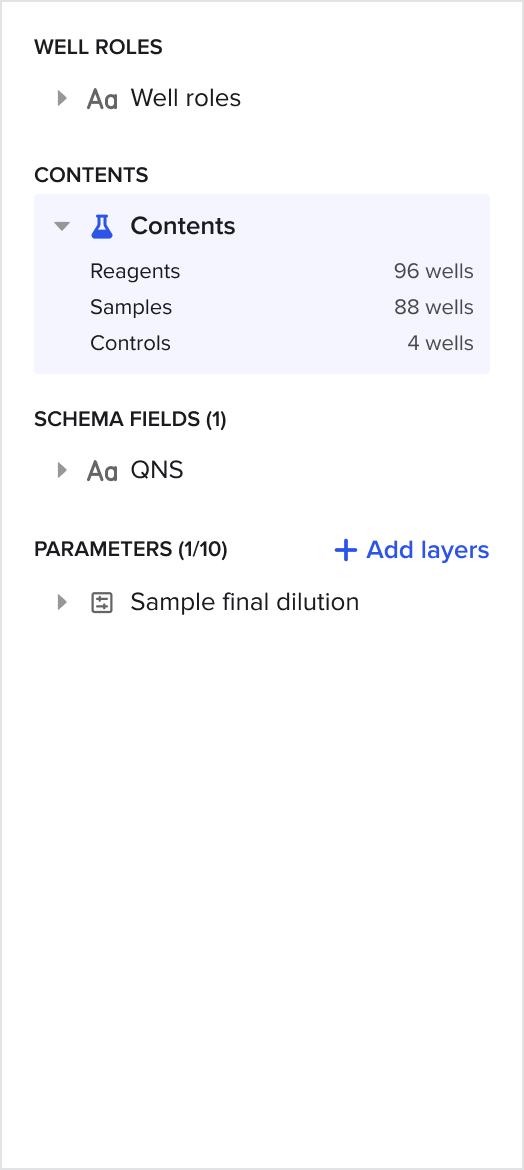 WELL ROLES
Aa Well roles
CONTENTS
Contents
Reagents 96 wells
Samples 88 wells
Controls 4 wells
SCHEMA FIELDS (1)
Aa QNS
PARAMETERS (1/10) + Add layers
Sample final dilution